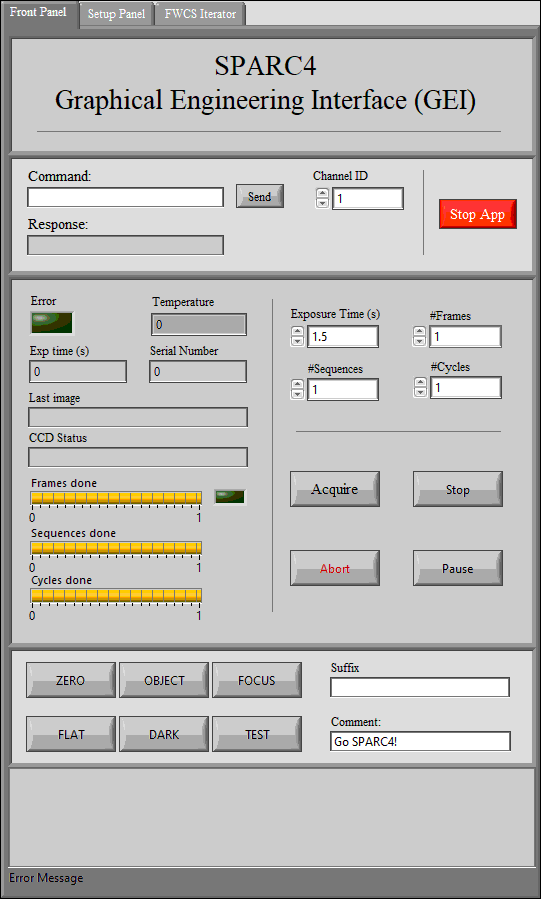 Front Panel
Setup Panel
FWCS Iterator
SPARC4
Graphical Engineering Interface (GEI)
Command:
Send
Channel ID
1
Stop App
Response:
Error
Temperature
0
Exp time (s)
0
Serial Number
0
Last image
CCD Status
Frames done
0 1
Sequences done
0 1
Cycles done
0 1
Exposure Time (s)
1.5
#Frames
1
#Sequences
1
#Cycles
1
Acquire
Stop
Abort
Pause
ZERO
OBJECT
FOCUS
FLAT
DARK
TEST
Suffix
Comment:
Go SPARC4!
Error Message